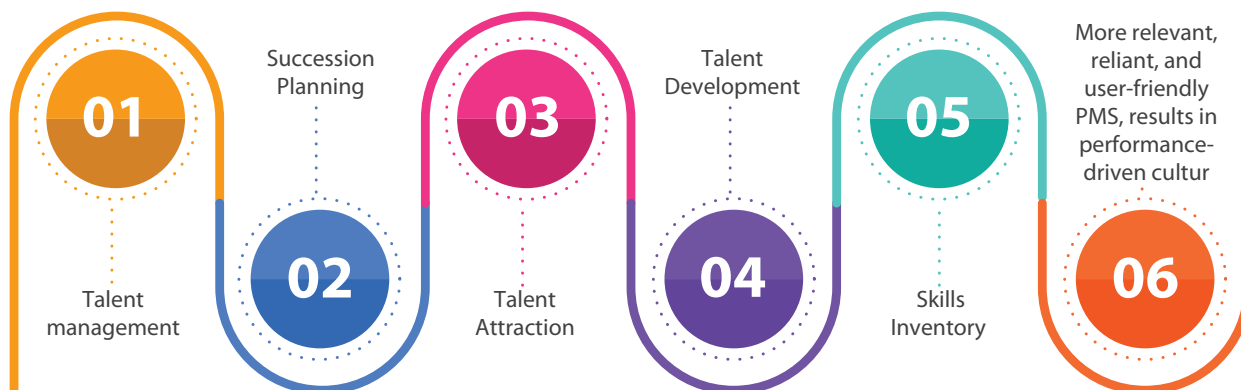 01
Talent
management
Succession
Planning
02
03
Talent
Attraction
Talent
Development
04
05
Skills
Inventory
More relevant,
reliant, and
user-friendly
PMS, results in
performance-
driven cultur
06